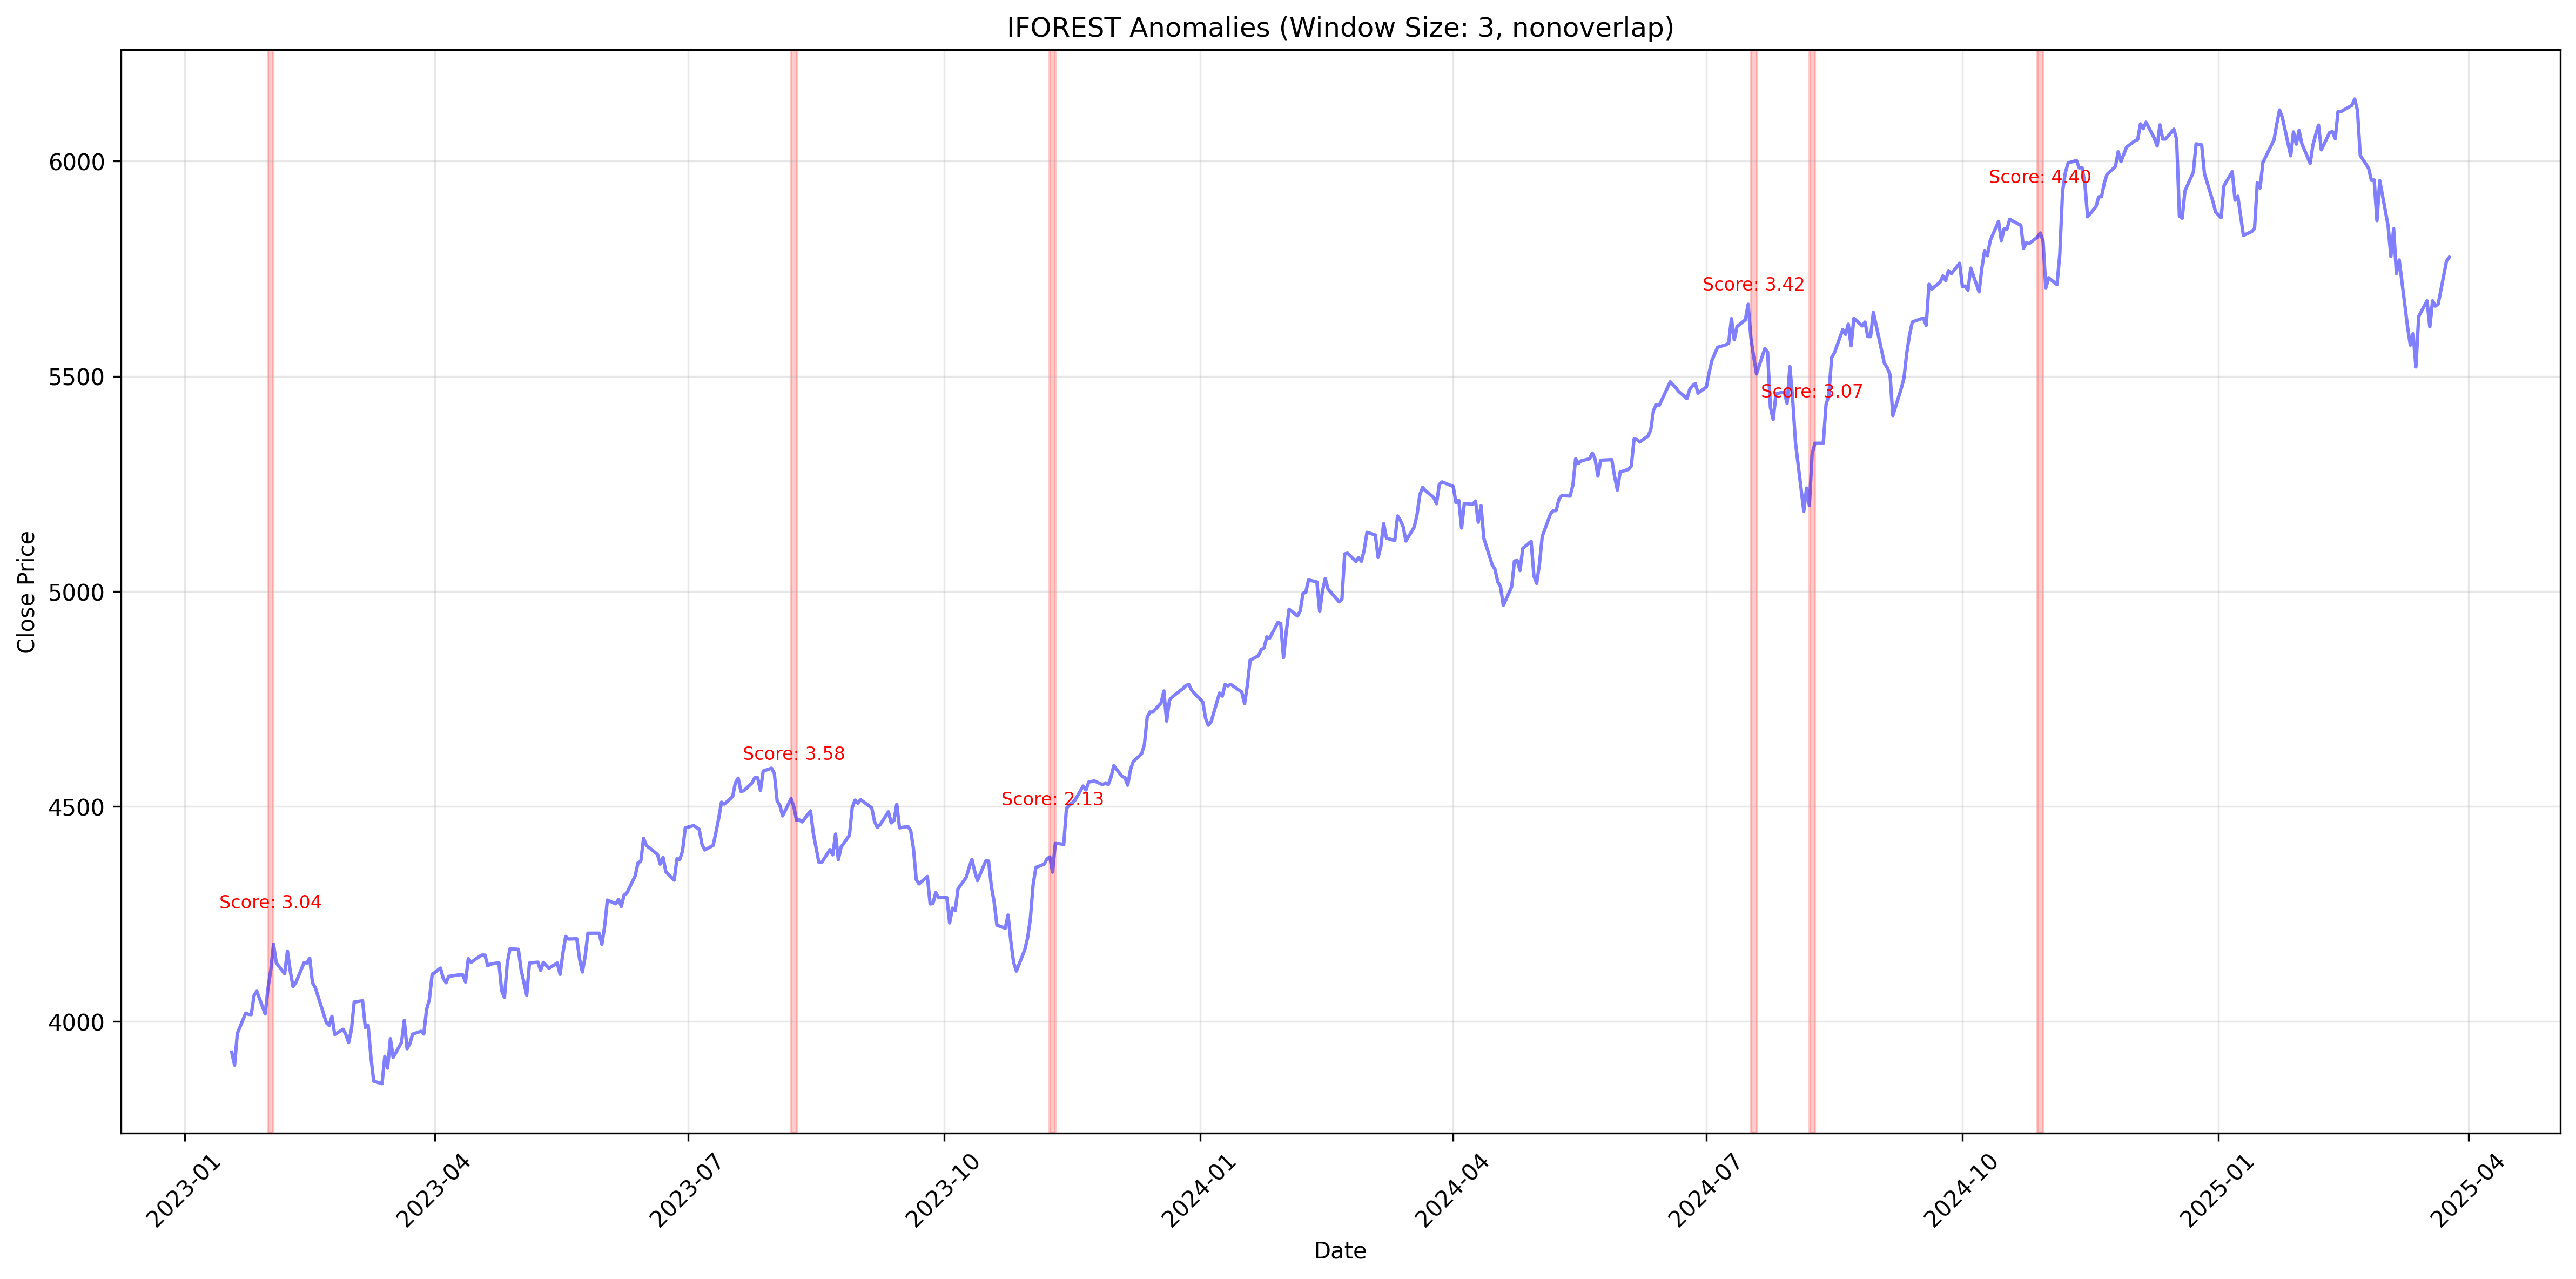 IFOREST Anomalies (Window Size: 3, nonoverlap)
Close Price
6000
5500
5000
4500
4000
Score: 3.04
Score: 3.58
Score: 2.13
Score: 3.42
Score: 3.07
Score: 4.40
2023-01
2023-04
2023-07
2023-10
2024-01
2024-04
2024-07
2024-10
2025-01
2025-04
Date